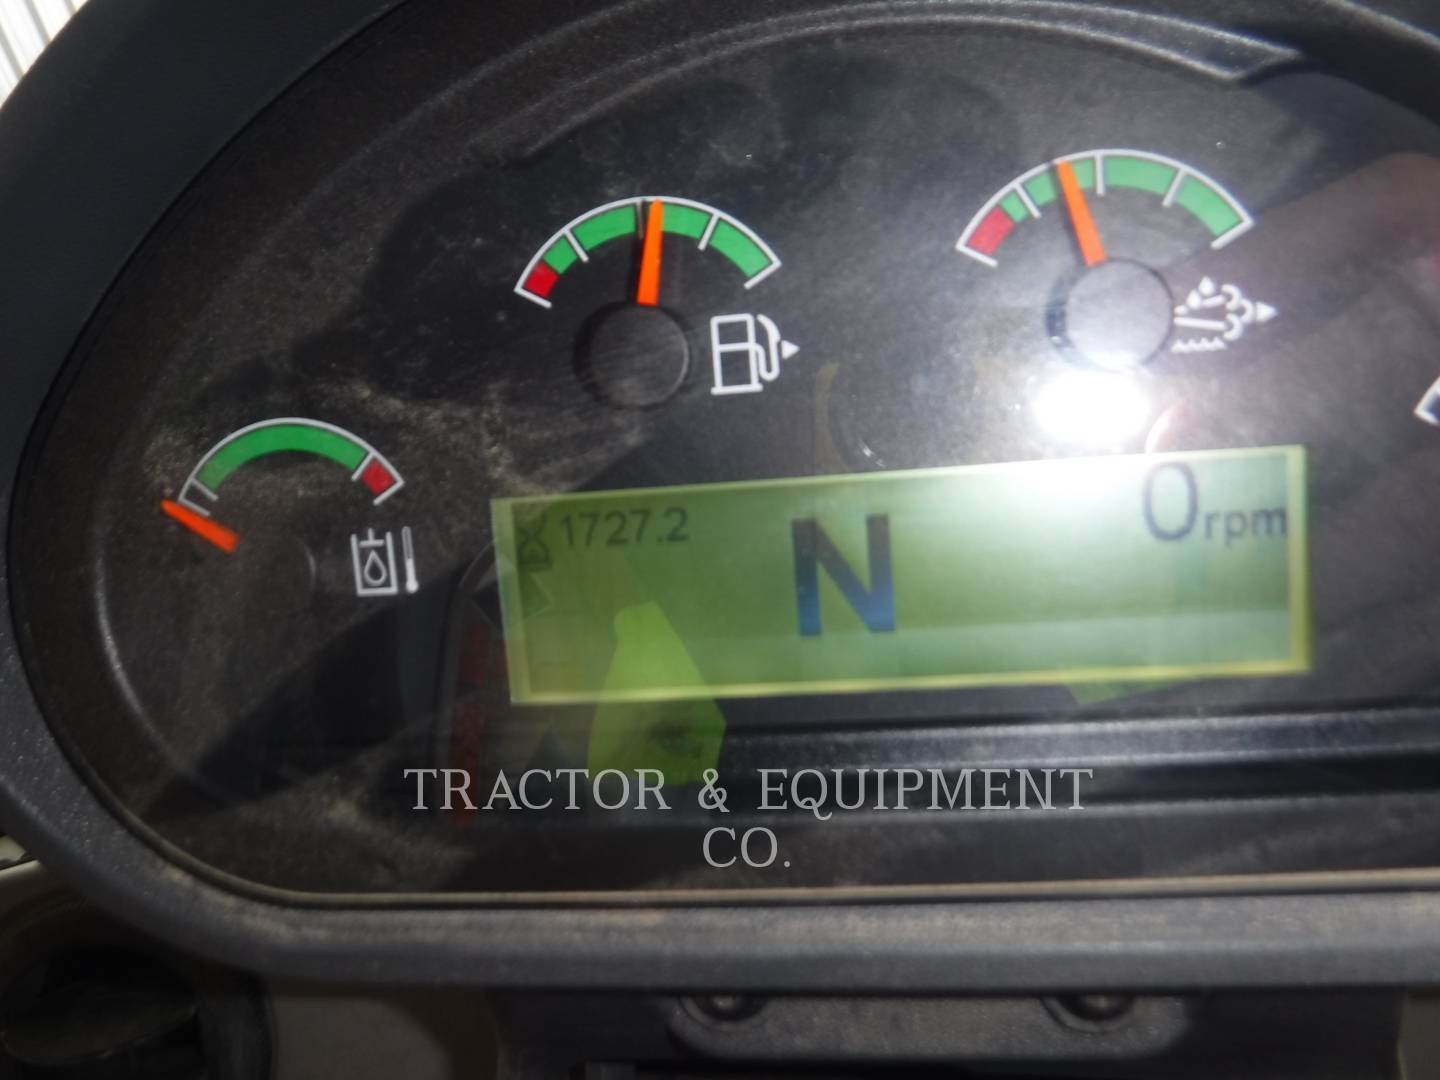 1727.2 N 0rpm
TRACTOR & EQUIPMENT
CO.